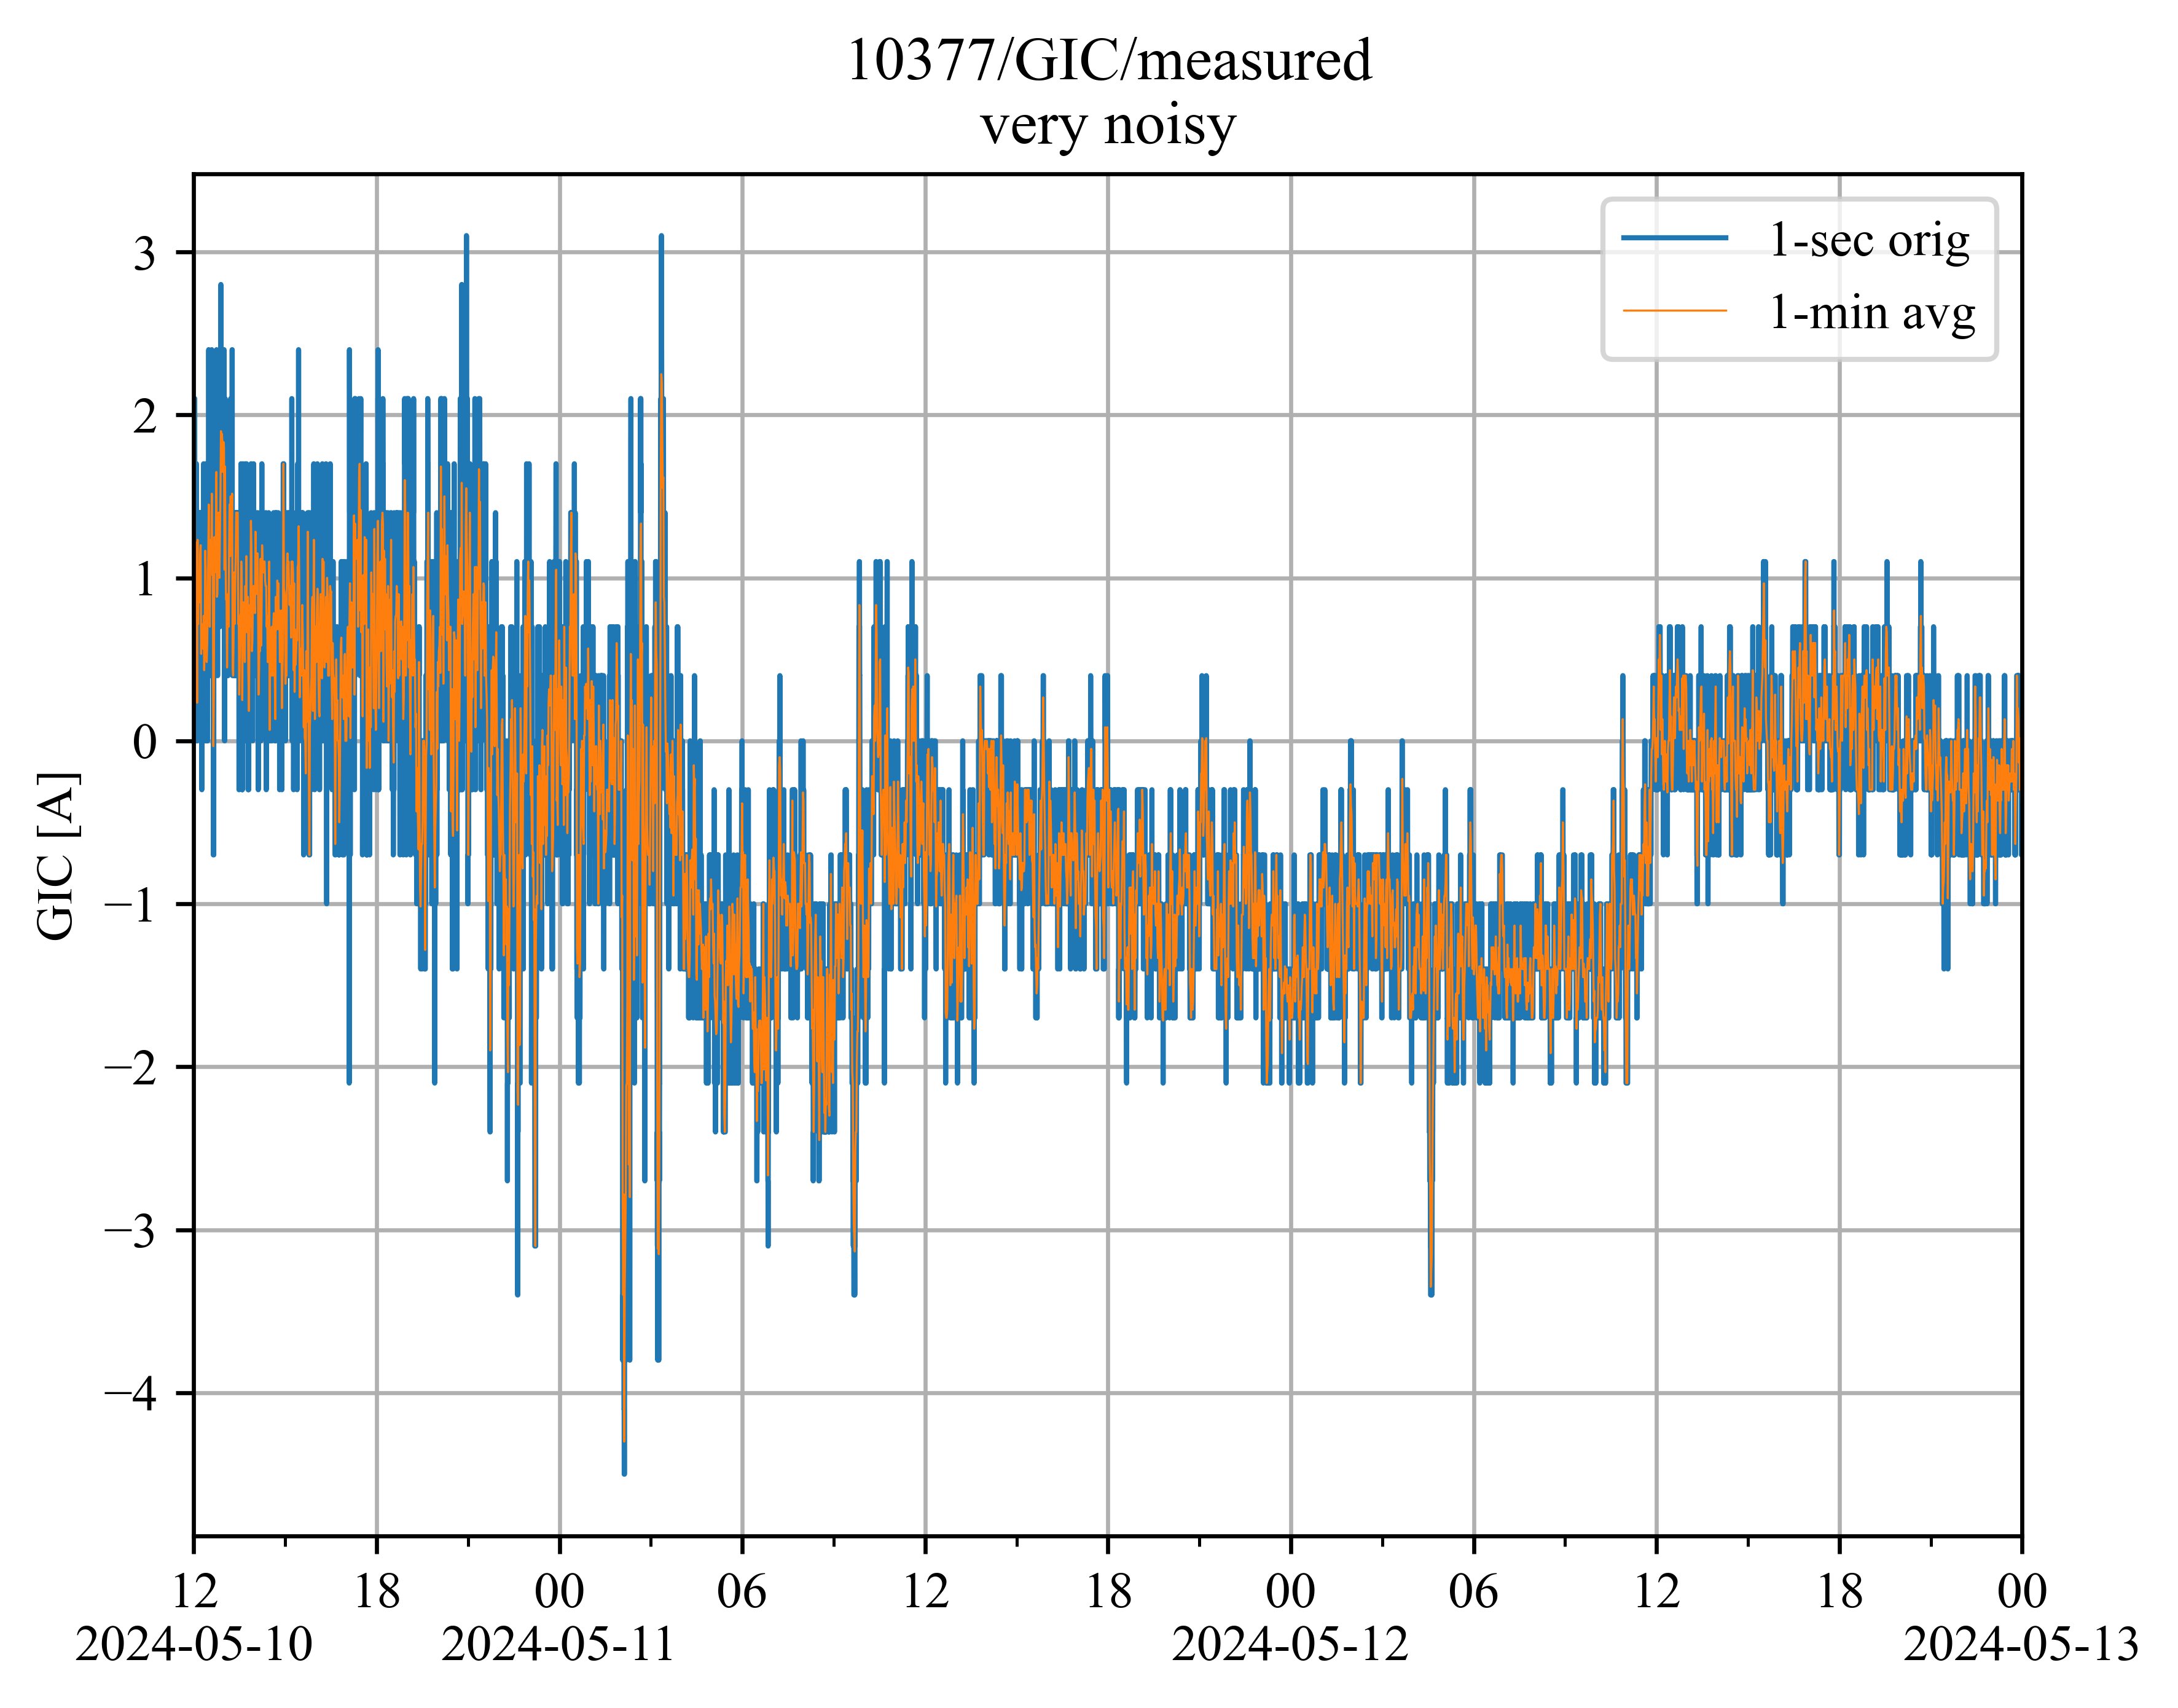 10377/GIC/measured
very noisy
1-sec orig
1-min avg
GIC [A]
3
2
1
0
−1
−2
−3
−4
12 18 00 06 12 18 00 06 12 18 00
2024-05-10 2024-05-11 2024-05-12 2024-05-13